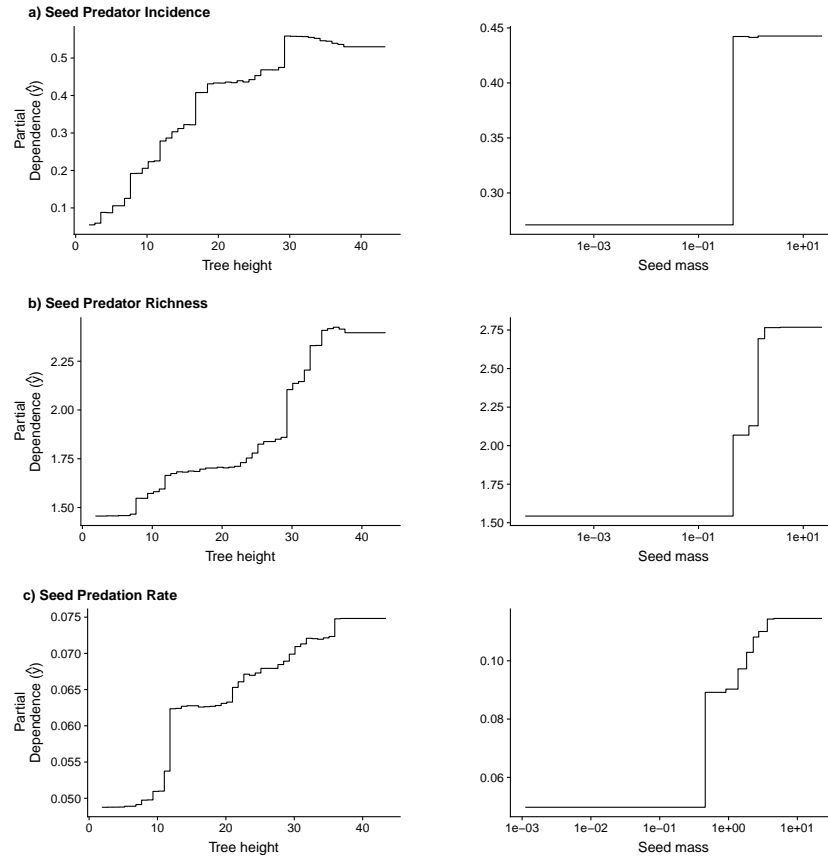 a) Seed Predator Incidence
Partial
Dependence (ŷ)
0.5
0.4
0.3
0.2
0.1
0 10 20 30 40
Tree height
0.45
0.40
0.35
0.30
1e−03 1e−01 1e+01
Seed mass
b) Seed Predator Richness
Partial
Dependence (ŷ)
2.25
2.00
1.75
1.50
0 10 20 30 40
Tree height
2.75
2.50
2.25
2.00
1.75
1.50
1e−03 1e−01 1e+01
Seed mass
c) Seed Predation Rate
Partial
Dependence (ŷ)
0.075
0.070
0.065
0.060
0.055
0.050
0 10 20 30 40
Tree height
0.10
0.08
0.06
1e−03 1e−02 1e−01 1e+00 1e+01
Seed mass